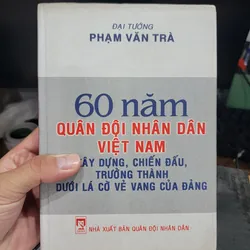 ĐẠI TƯỚNG
PHẠM VĂN TRÀ
60 năm
QUÂN ĐỘI NHÂN DÂN
VIỆT NAM
XÂY DỰNG, CHIẾN ĐẤU,
TRƯỞNG THÀNH
DƯỚI LÁ CỜ VẺ VANG CỦA ĐẢNG
NHÀ XUẤT BẢN QUÂN ĐỘI NHÂN DÂN